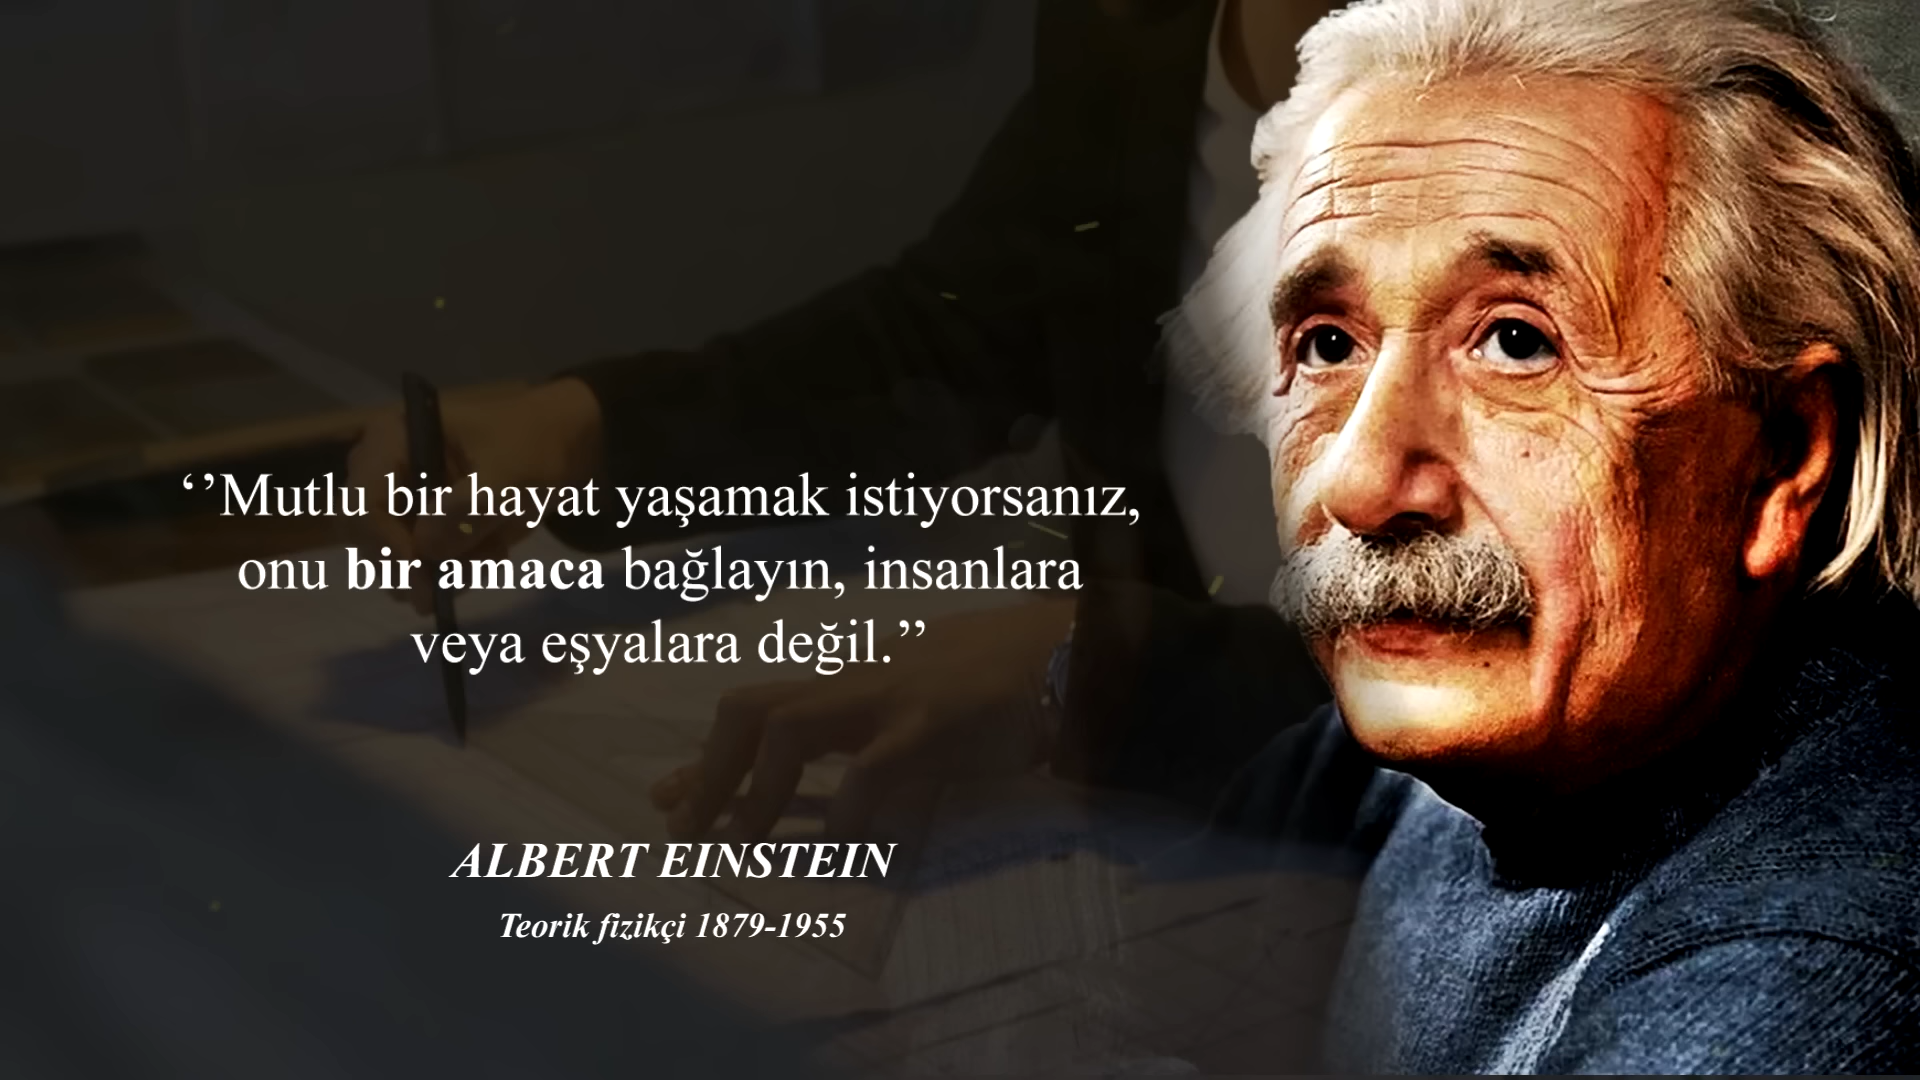 ‘’Mutlu bir hayat yaşamak istiyorsanız,
onu bir amaca bağlayın, insanlara
veya eşyalara değil.’’
ALBERT EINSTEIN
Teorik fizikçi 1879-1955